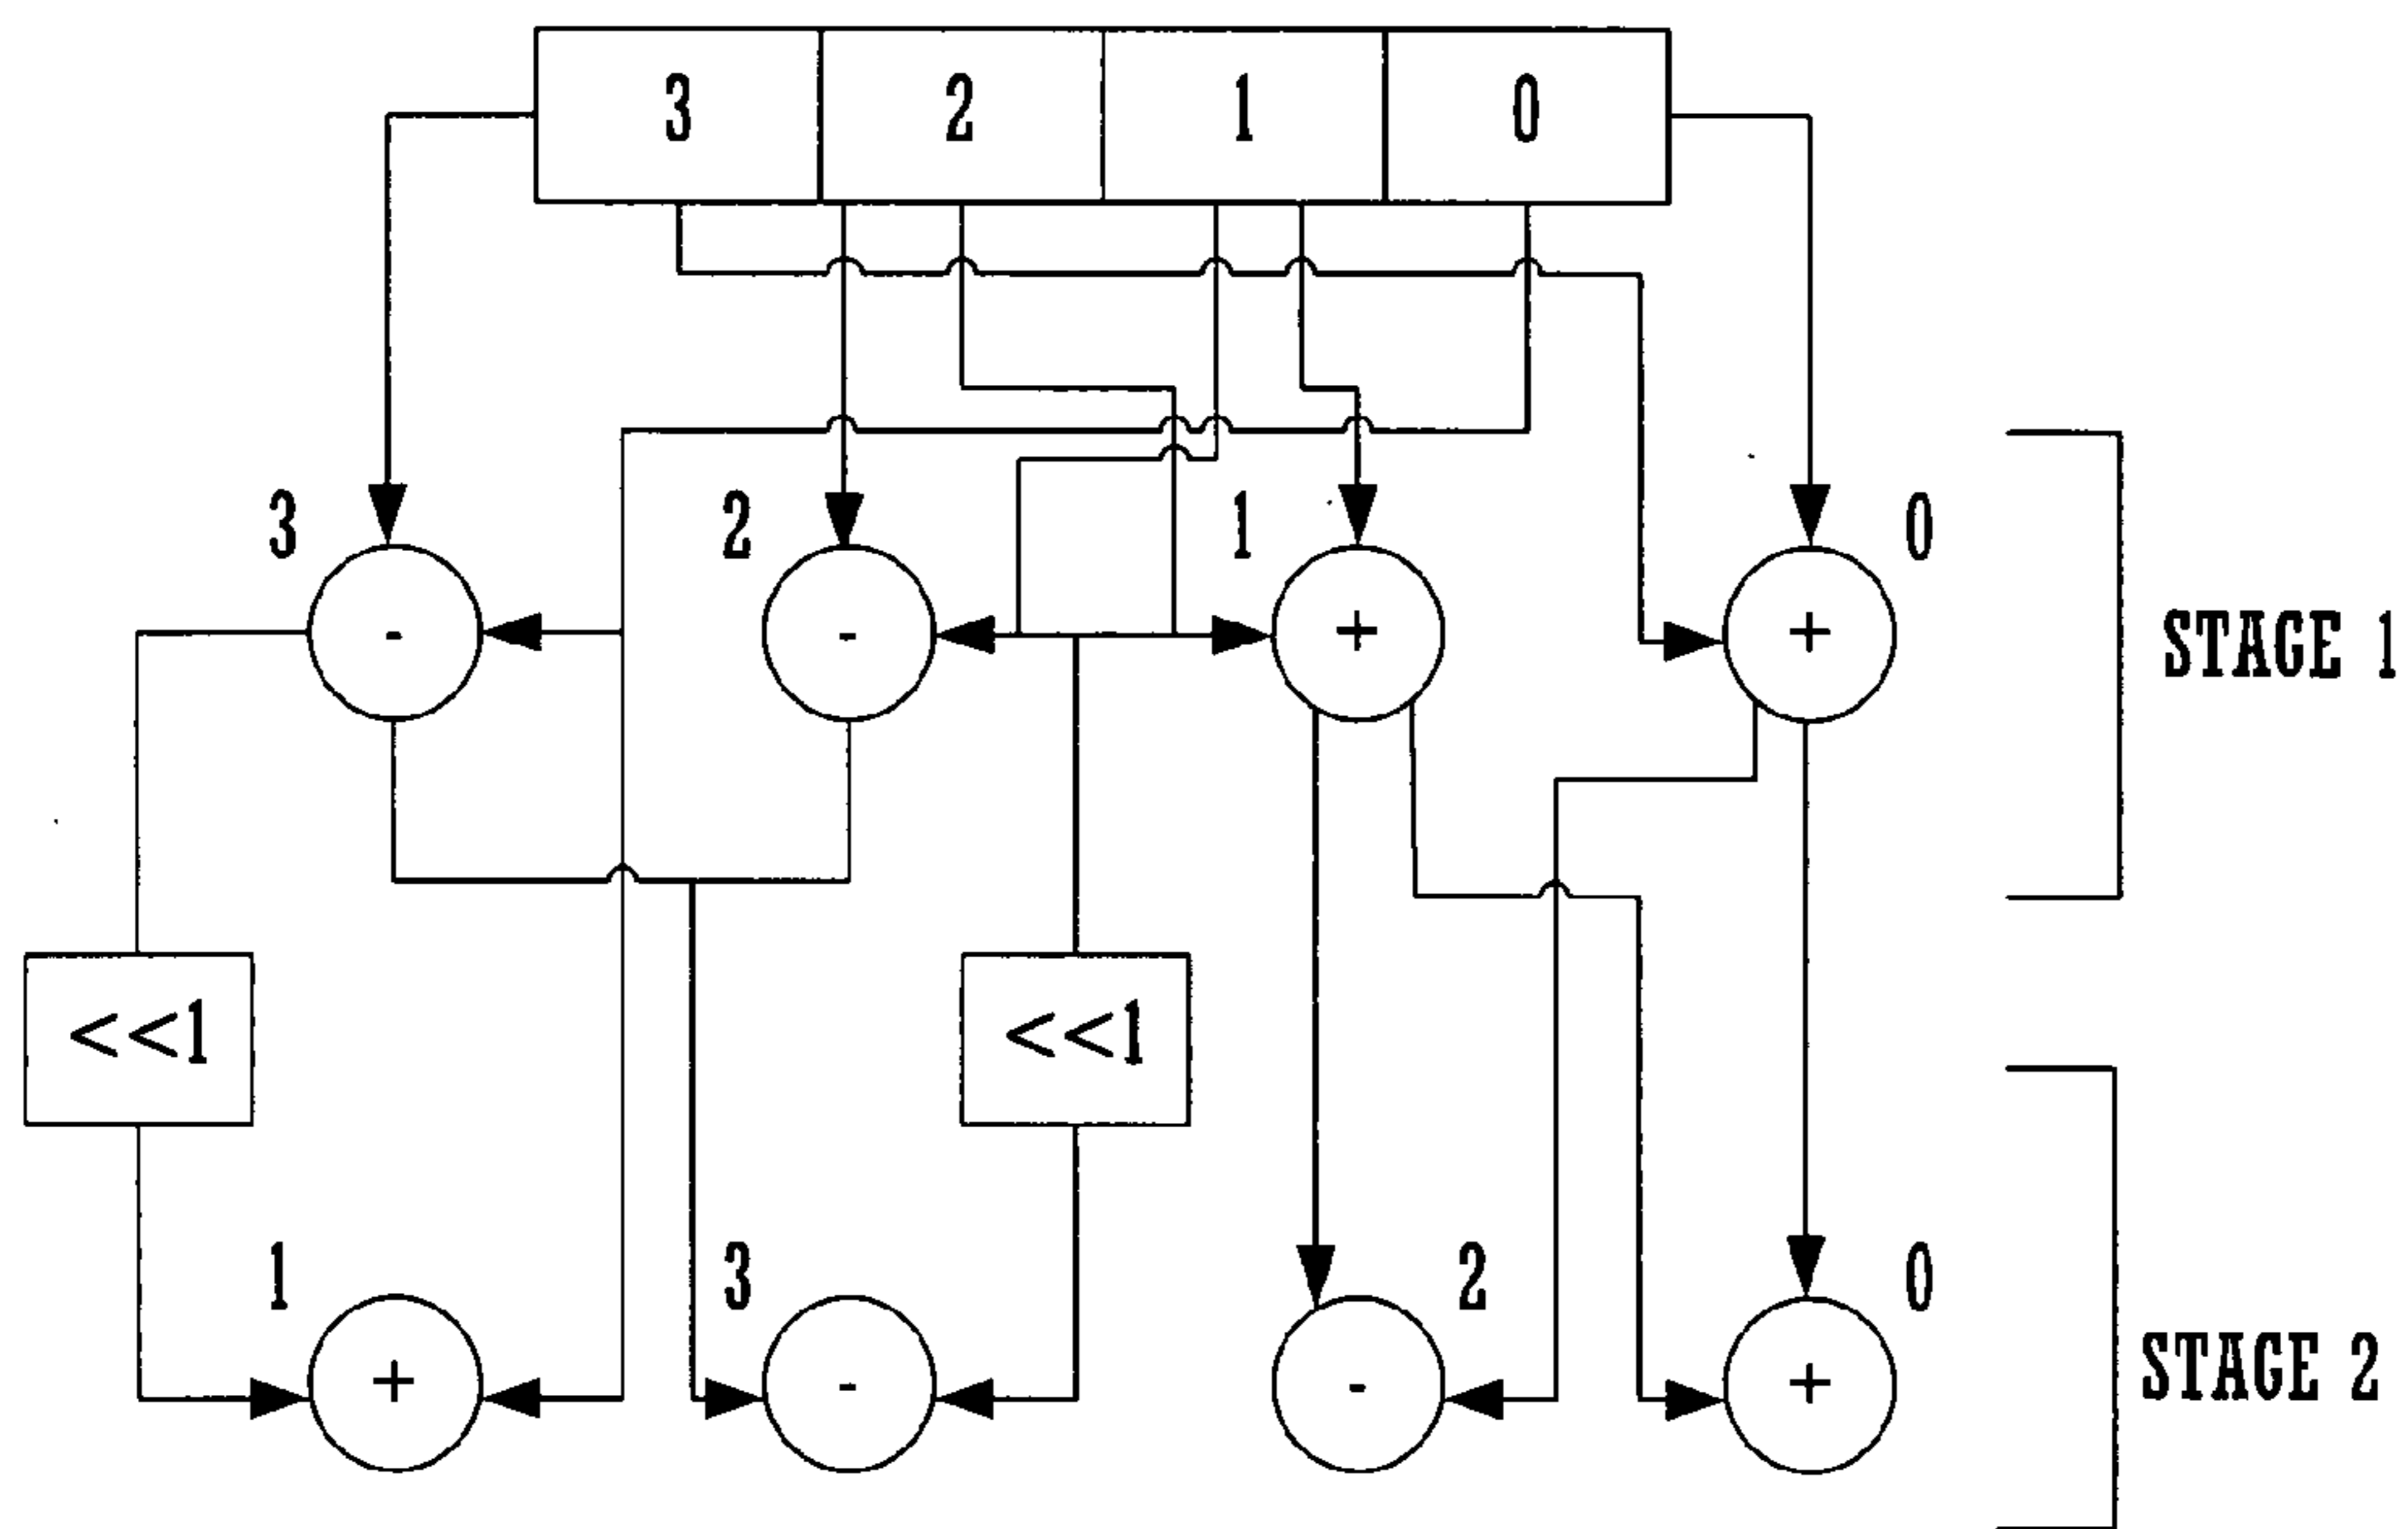 3 2 1 0
3 2 1 0
- - + +
STAGE 1
<<1 <<1
1 3 2 0
+ - - +
STAGE 2